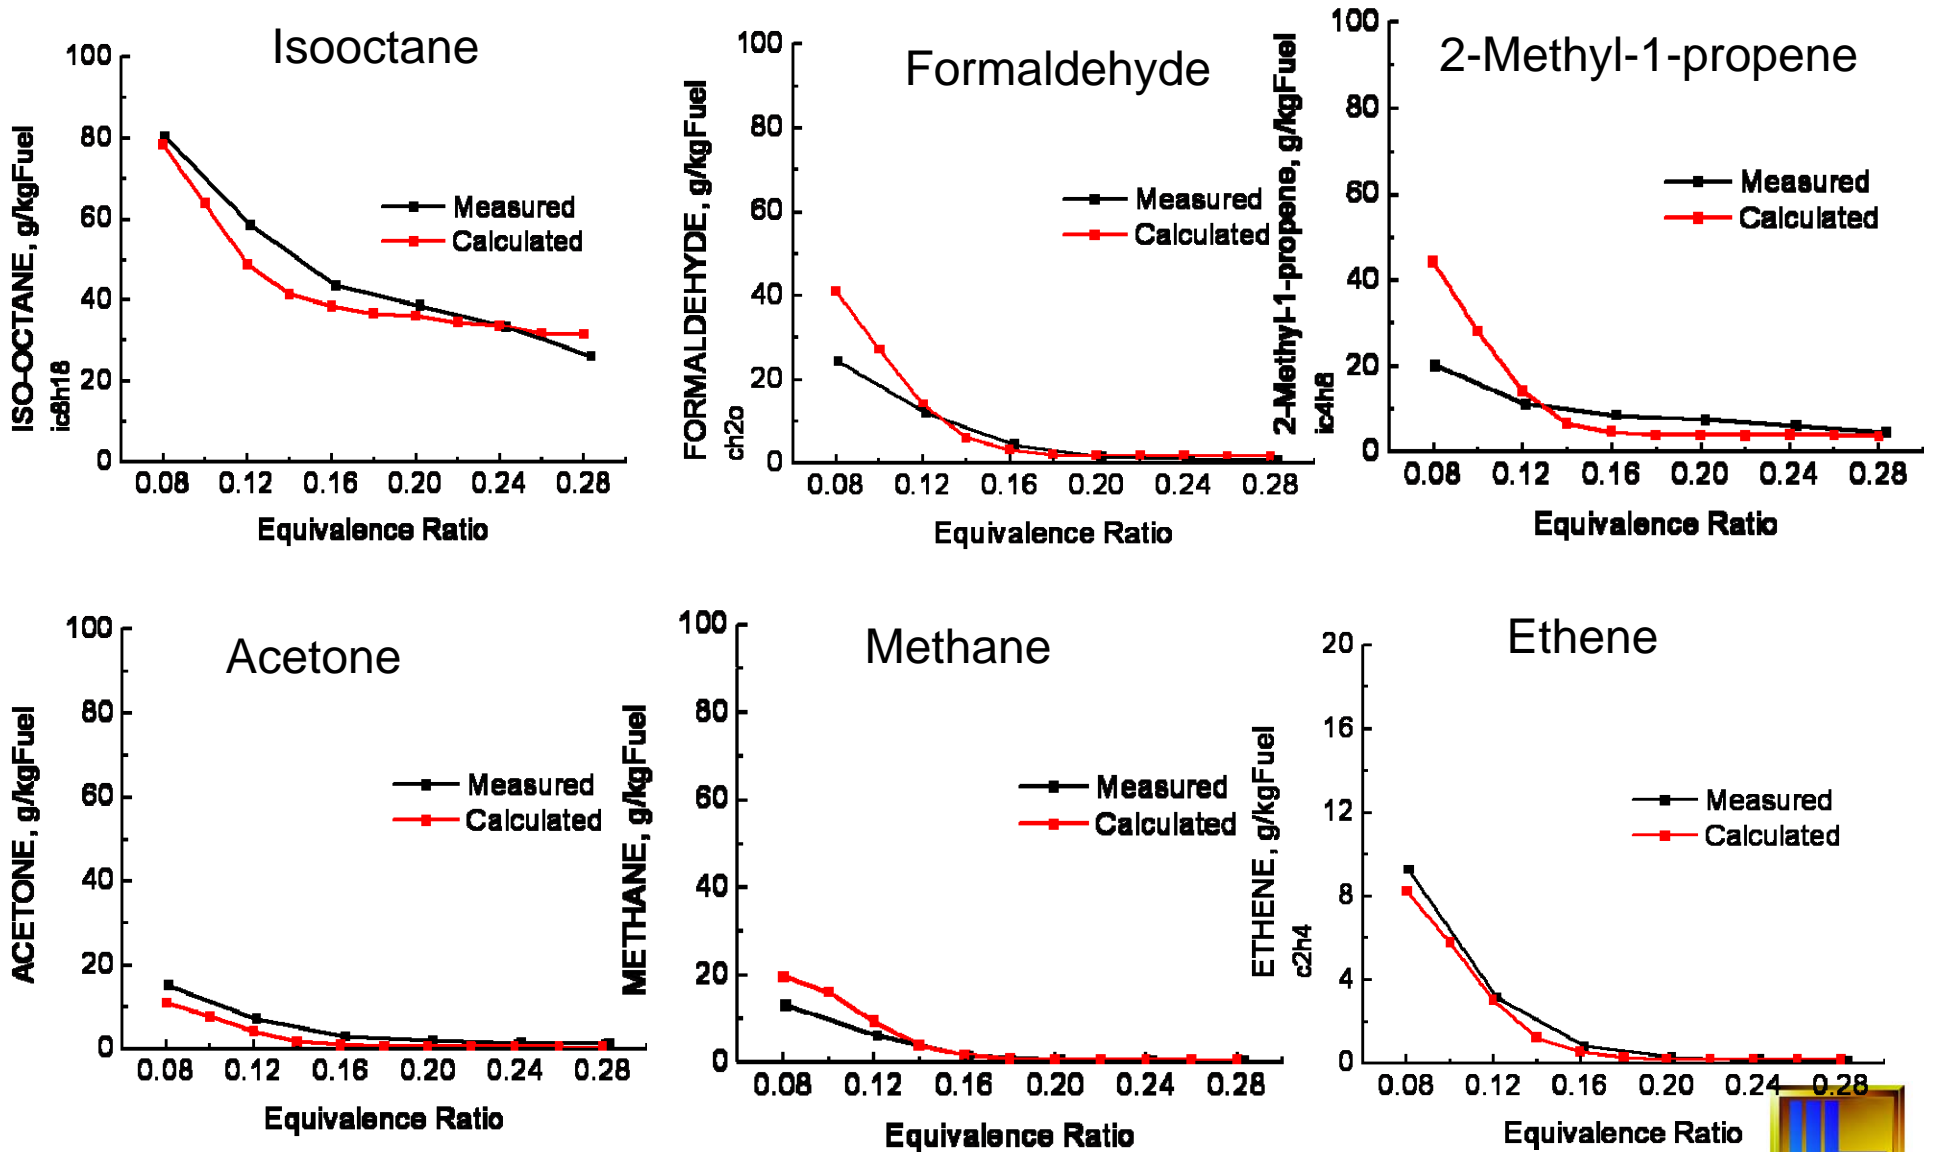 Isooctane
100
80
60
40
20
0
ISO-OCTANE, g/kgFuel
ic8h18
Measured
Calculated
0.08 0.12 0.16 0.20 0.24 0.28
Equivalence Ratio
Formaldehyde
100
80
60
40
20
0
FORMALDEHYDE, g/kgFuel
ch2o
Measured
Calculated
0.08 0.12 0.16 0.20 0.24 0.28
Equivalence Ratio
2-Methyl-1-propene
100
80
60
40
20
0
2-Methyl-1-propene, g/kgFuel
ic4h8
Measured
Calculated
0.08 0.12 0.16 0.20 0.24 0.28
Equivalence Ratio
Acetone
100
80
60
40
20
0
ACETONE, g/kgFuel
Measured
Calculated
0.08 0.12 0.16 0.20 0.24 0.28
Equivalence Ratio
Methane
100
80
60
40
20
0
METHANE, g/kgFuel
Measured
Calculated
0.08 0.12 0.16 0.20 0.24 0.28
Equivalence Ratio
Ethene
20
16
12
8
4
0
ETHENE, g/kgFuel
c2h4
Measured
Calculated
0.08 0.12 0.16 0.20 0.24 0.28
Equivalence Ratio